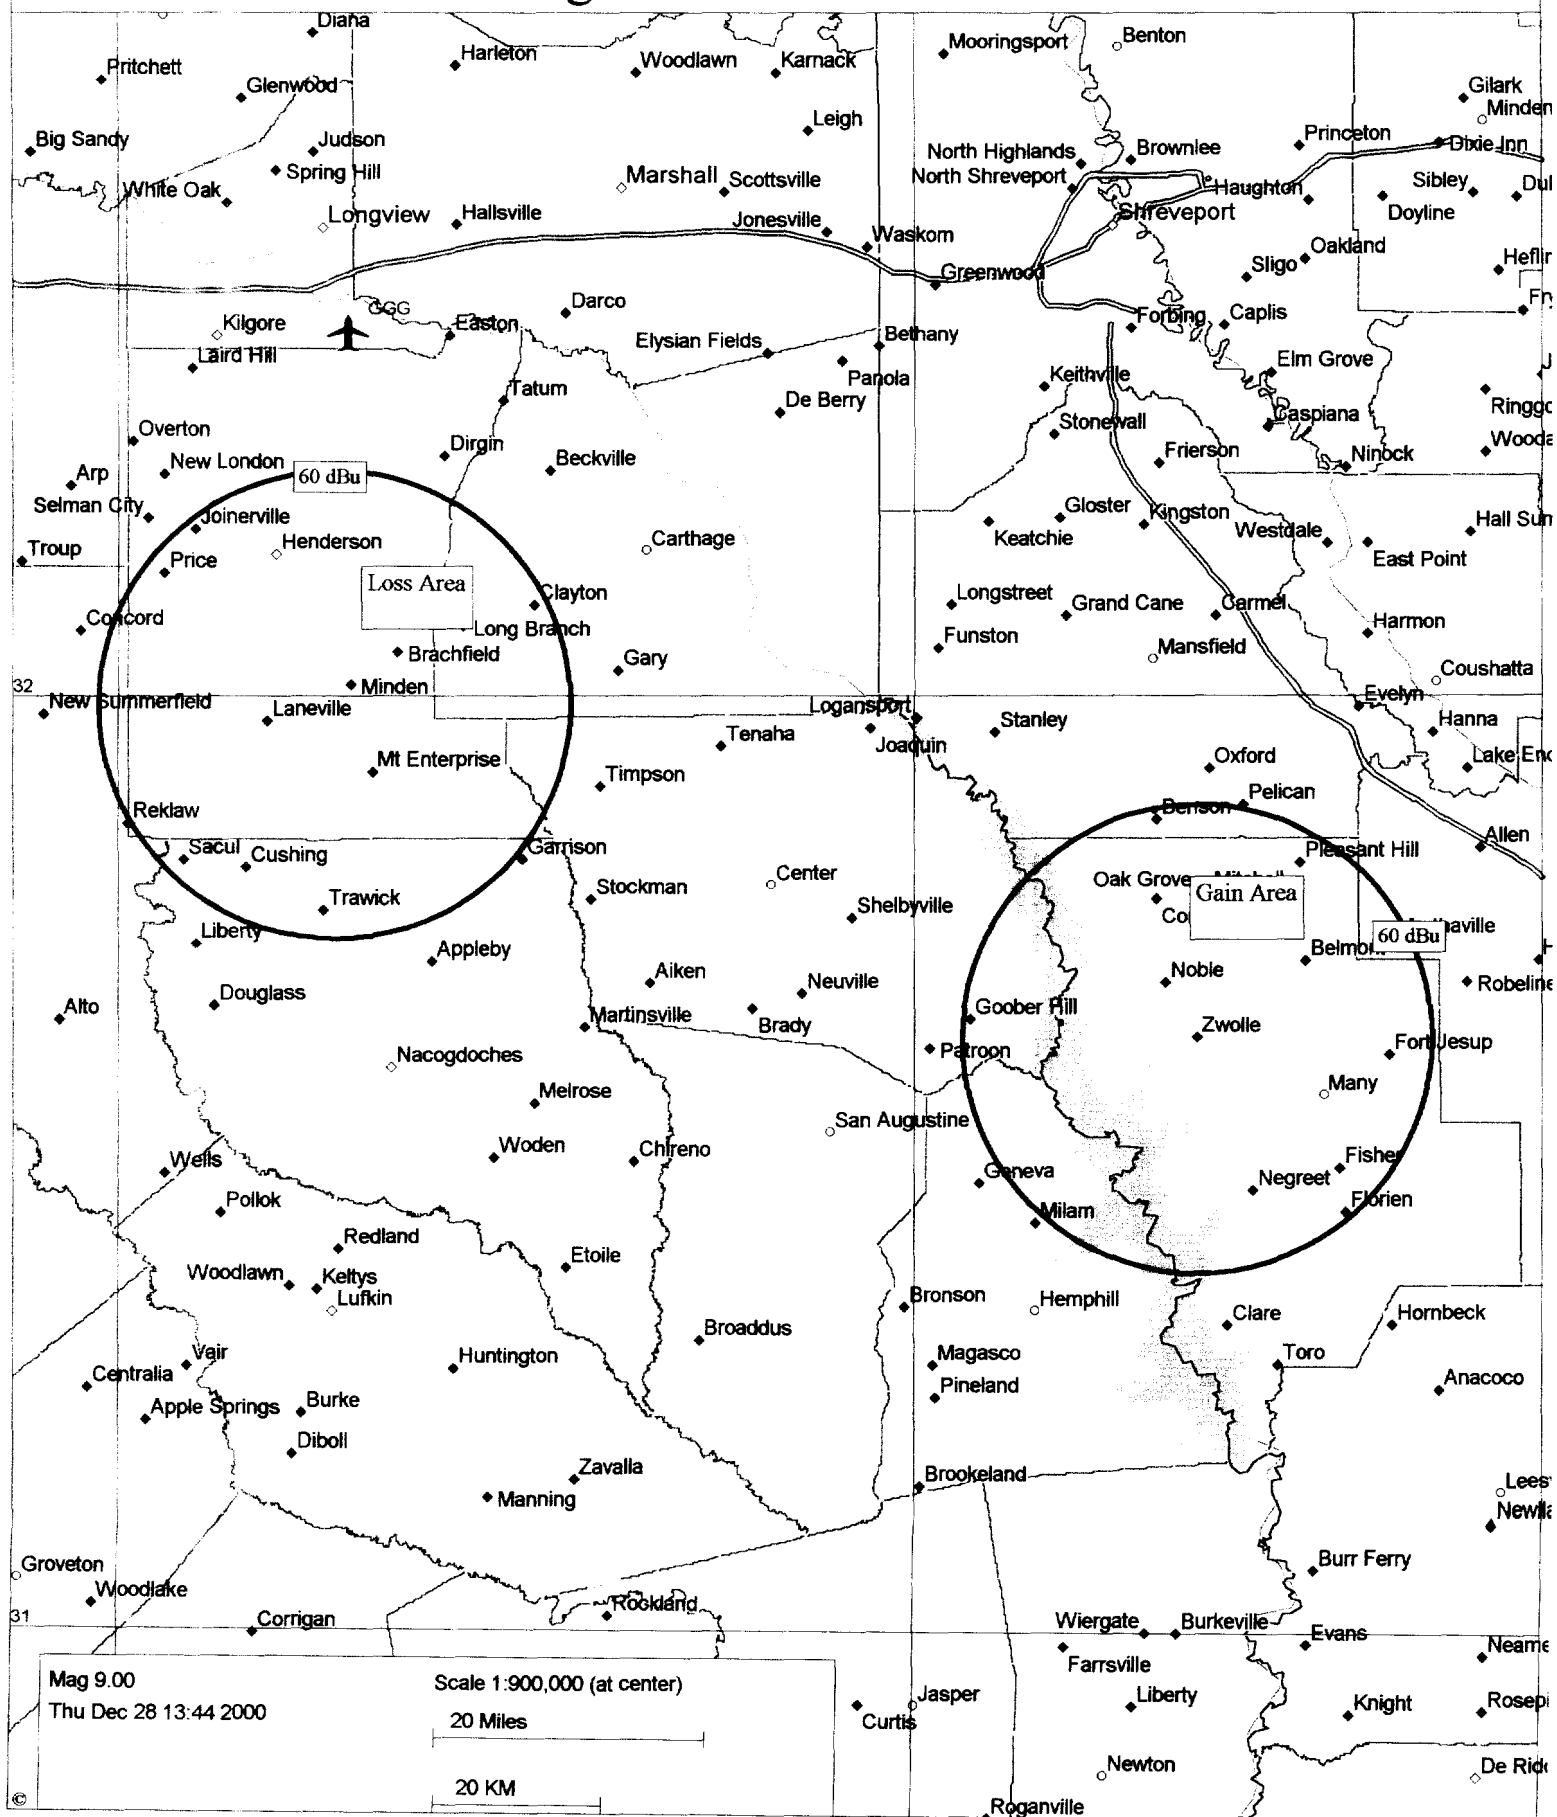 Diana
Harleton
Woodlawn
Karnack
Mooringsport
Benton
Pritchett
Glenwood
Gilark
Minden
Leigh
Big Sandy
Judson
Spring Hill
North Highlands
Brownlee
Princeton
Dixie Inn
White Oak
Marshall
Scottsville
North Shreveport
Haughton
Sibley
Doyline
Longview
Hallsville
Jonesville
Waskom
Shreveport
Greenwood
Sligo
Oakland
GGG
Darco
Kilgore
Easton
Elysian Fields
Bethany
Forbing
Caplis
Laird Hill
Panola
Elm Grove
Tatum
De Berry
Keithville
Overton
Stonewall
Caspiana
New London
Dirgin
Beckville
Frierson
Ninock
Arp
60 dBu
Selman City
Joinerville
Gloster
Kingston
Westdale
Troup
Price
Henderson
Carthage
Keatchie
East Point
Loss Area
Clayton
Longstreet
Grand Cane
Carmel
Concord
Long Branch
Funston
Mansfield
Harmon
Brachfield
Gary
Coushatta
32
Minden
New Summerfield
Laneville
Logansport
Stanley
Evelyn
Hanna
Tenaha
Joaquin
Mt Enterprise
Timpson
Oxford
Reklaw
Benson
Pelican
Sacul
Cushing
Garrison
Pleasant Hill
Allen
Trawick
Stockman
Center
Oak Grove
Gain Area
Shelbyville
Liberty
Appleby
Belmont
60 dBu
Aiken
Neuville
Noble
Robeline
Alto
Douglass
Martinsville
Brady
Goober Hill
Zwolle
Patroon
Fort Jesup
Nacogdoches
Many
Melrose
San Augustine
Woden
Chireno
Geneva
Fisher
Wells
Negreet
Pollok
Milam
Florien
Redland
Etoile
Woodlawn
Keltys
Lufkin
Bronson
Hemphill
Clare
Hornbeck
Broaddus
Vair
Huntington
Magasco
Toro
Centralia
Pineland
Anacoco
Apple Springs
Burke
Diboll
Zavalla
Brookeland
Manning
Groveton
Burr Ferry
Woodlake
Rockland
31
Corrigan
Wiergate
Burkeville
Evans
Farrsville
Mag 9.00
Scale 1:900,000 (at center)
Thu Dec 28 13:44 2000
20 Miles
Jasper
Curtis
Liberty
Knight
Newton
20 KM
©
Roganville